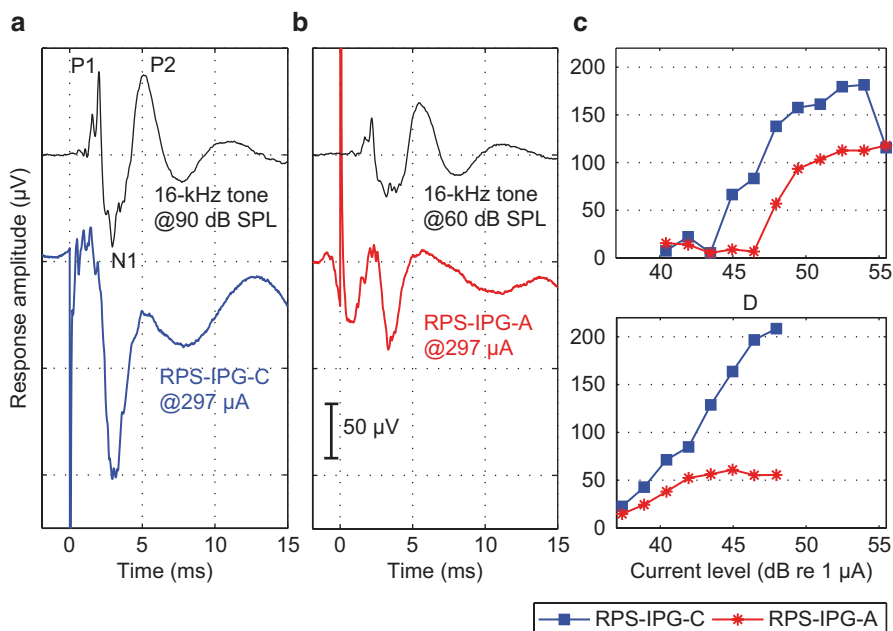 a
b
c
P1
P2
N1
16-kHz tone
@90 dB SPL
RPS-IPG-C
@297 µA
16-kHz tone
@60 dB SPL
RPS-IPG-A
@297 µA
50 µV
Response amplitude (µV)
0
5
10
15
Time (ms)
0
5
10
15
Time (ms)
200
150
100
50
0
40
45
50
55
D
200
150
100
50
0
40
45
50
55
Current level (dB re 1 µA)
RPS-IPG-C
RPS-IPG-A